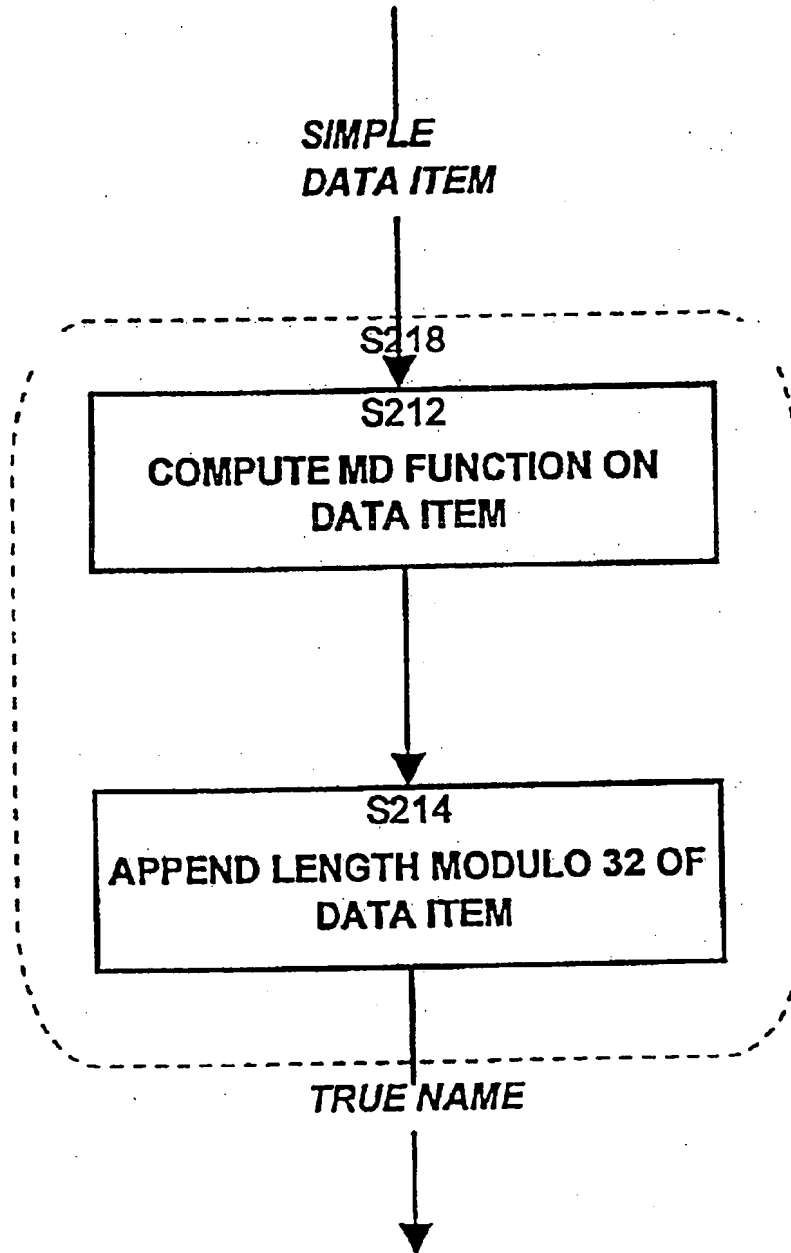 SIMPLE
DATA ITEM
S218
S212
COMPUTE MD FUNCTION ON
DATA ITEM
S214
APPEND LENGTH MODULO 32 OF
DATA ITEM
TRUE NAME